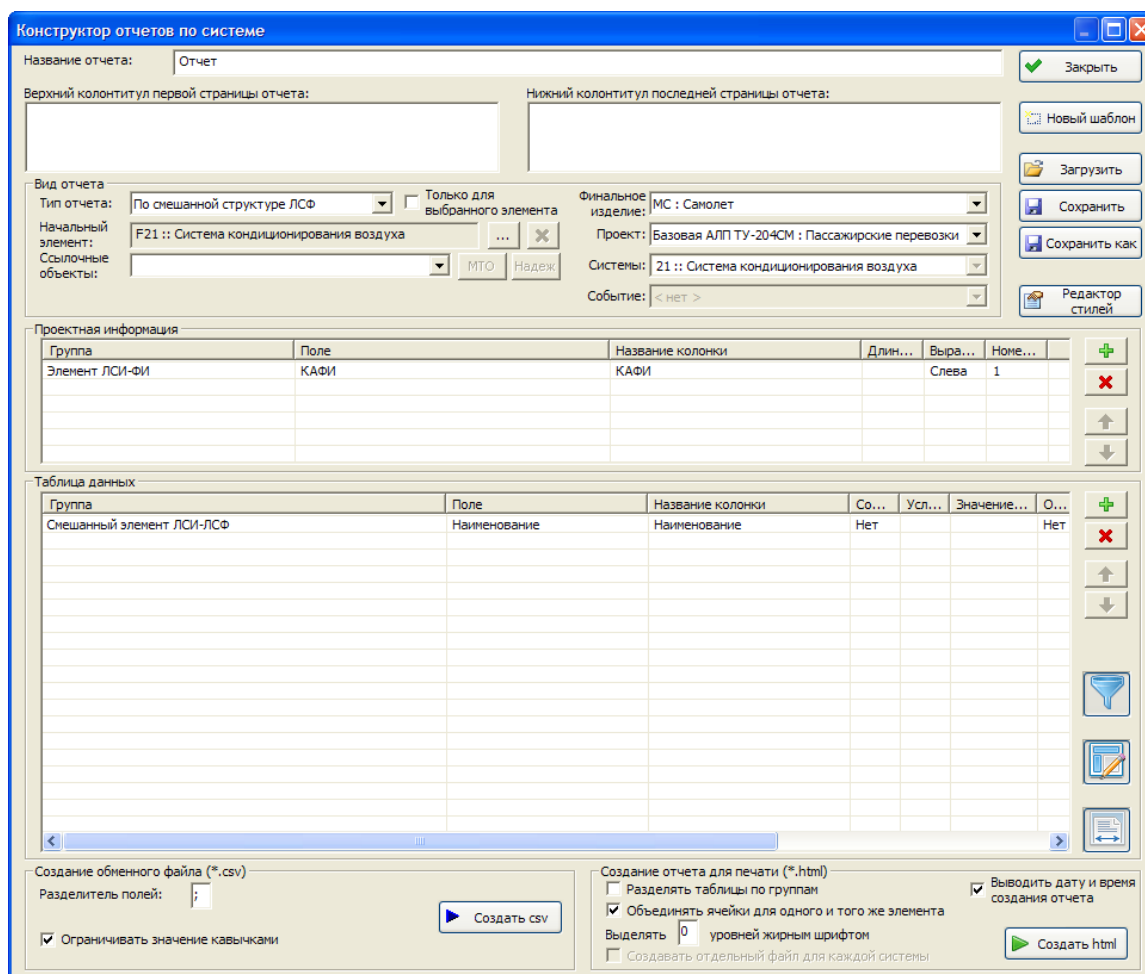 Конструктор отчетов по системе
Название отчета:
Отчет
Закрыть
Верхний колонтитул первой страницы отчета:
Нижний колонтитул последней страницы отчета:
Новый шаблон
Загрузить
Сохранить
Сохранить как
Редактор
стилей
Вид отчета
Тип отчета:
По смешанной структуре ЛСФ
Только для
выбранного элемента
Финальное
изделие:
МС : Самолет
Начальный
элемент:
F21 :: Система кондиционирования воздуха
...
Проект:
Базовая АЛП ТУ-204СМ : Пассажирские перевозки
Ссылочные
объекты:
МТО
Надеж
Системы:
21 :: Система кондиционирования воздуха
Событие:
< нет >
Проектная информация
Группа Поле Название колонки Длин... Выра... Номе...
Элемент ЛСИ-ФИ КАФИ КАФИ Слева 1
Таблица данных
Группа Поле Название колонки Со... Усл... Значение... О...
Смешанный элемент ЛСИ-ЛСФ Наименование Наименование Нет Нет
Создание обменного файла (*.csv)
Разделитель полей: ;
Создать csv
Ограничивать значение кавычками
Создание отчета для печати (*.html)
Разделять таблицы по группам
Выводить дату и время
создания отчета
Объединять ячейки для одного и того же элемента
Выделять 0 уровней жирным шрифтом
Создать html
Создавать отдельный файл для каждой системы